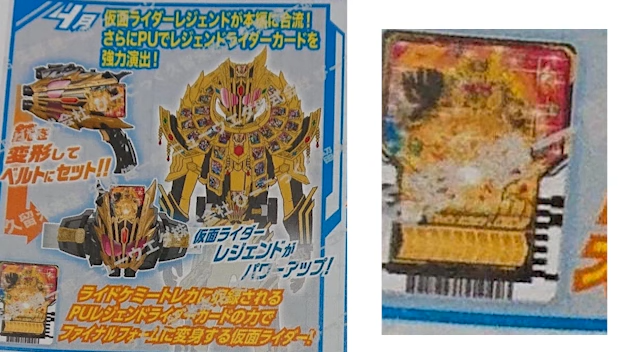 4月
仮面ライダーレジェンドが本編に合流！
さらにPUでレジェンドライダーカードを
強力演出！
銃を
変形して
ベルトにセット!!
仮面ライダー
レジェンドが
パワーアップ！
ライドケミートレカに収録される
PUレジェンドライダーカードの力で
ファイナルフォームに変身する仮面ライダー！